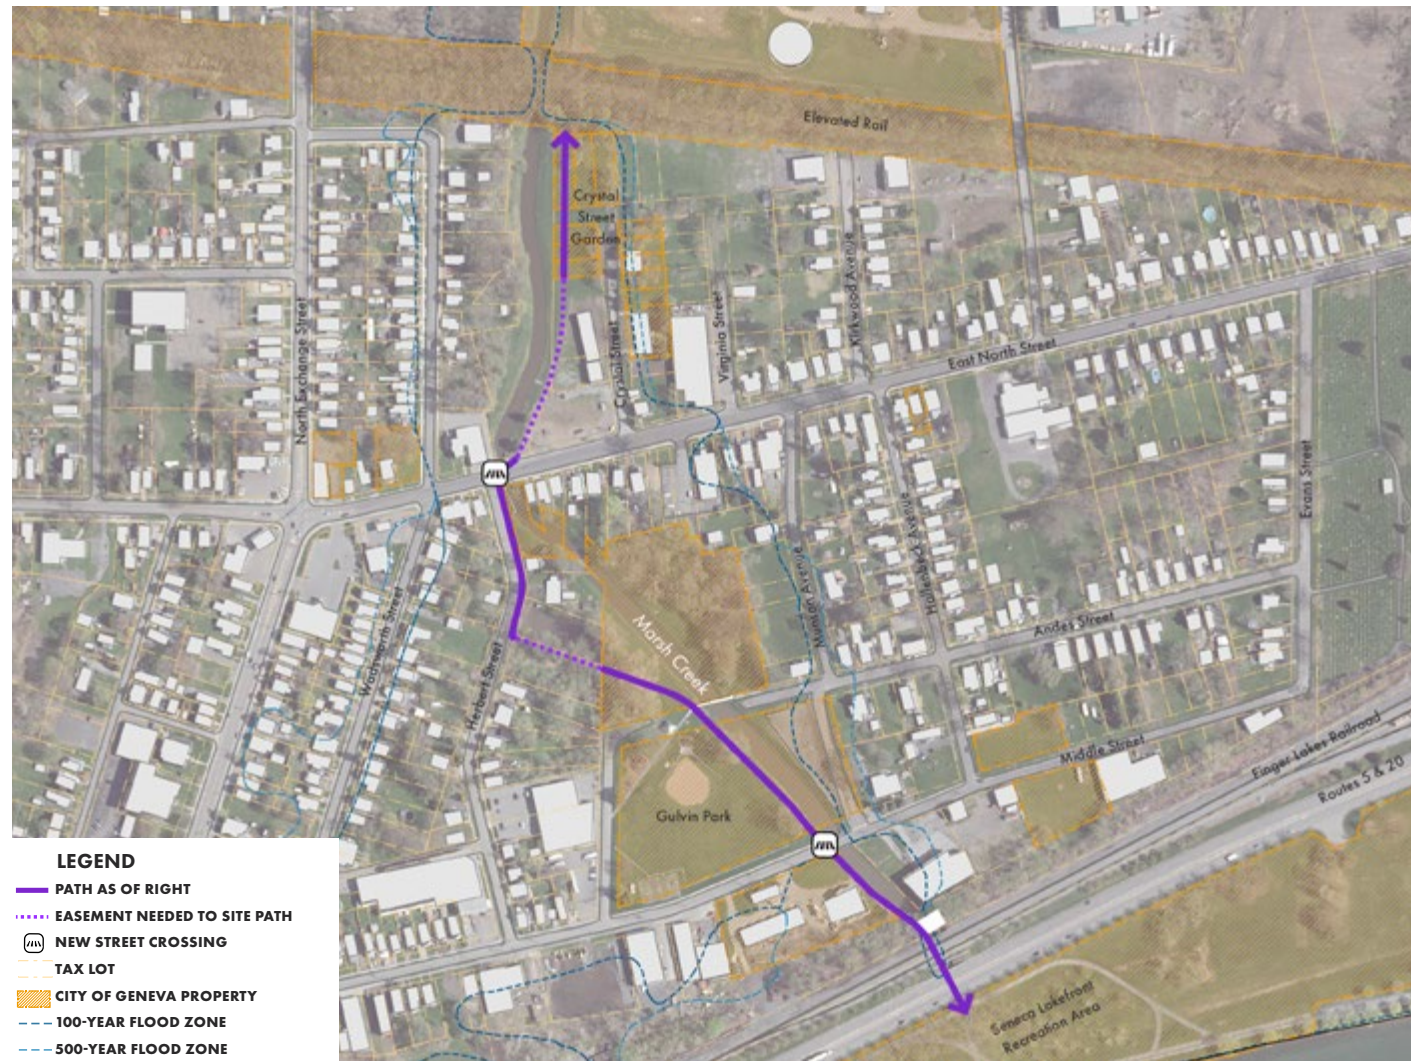 Elevated Rail
Crystal
Street
Garden
North Exchange Street
Crystal Street
Virginia Street
Kirkwood Avenue
East North Street
Evans Street
Woodsworth Street
Herbert Street
Marsh Creek
Munson Avenue
Hallenbeck Avenue
Andes Street
Middle Street
Finger Lakes Railroad
Routes 5 & 20
Gulvin Park
Seneca Lakefront
Recreation Area
LEGEND
PATH AS OF RIGHT
EASEMENT NEEDED TO SITE PATH
NEW STREET CROSSING
TAX LOT
CITY OF GENEVA PROPERTY
100-YEAR FLOOD ZONE
500-YEAR FLOOD ZONE